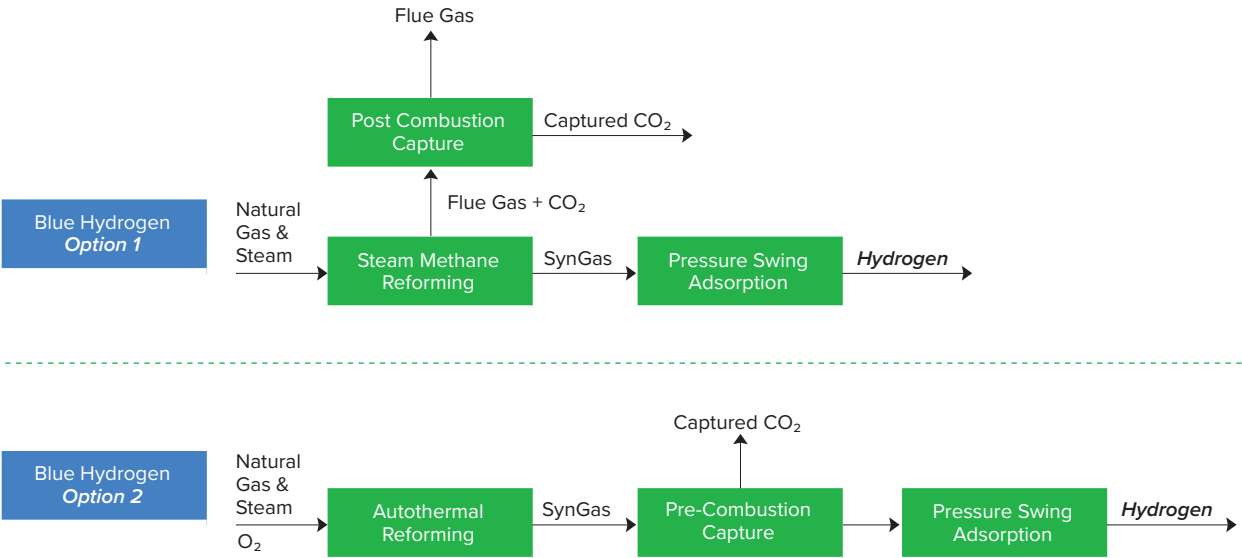 Flue Gas
Post Combustion
Capture
Captured CO₂
Flue Gas + CO₂
Blue Hydrogen
Option 1
Natural
Gas &
Steam
Steam Methane
Reforming
SynGas
Pressure Swing
Adsorption
Hydrogen
Captured CO₂
Blue Hydrogen
Option 2
Natural
Gas &
Steam
O₂
Autothermal
Reforming
SynGas
Pre-Combustion
Capture
Pressure Swing
Adsorption
Hydrogen